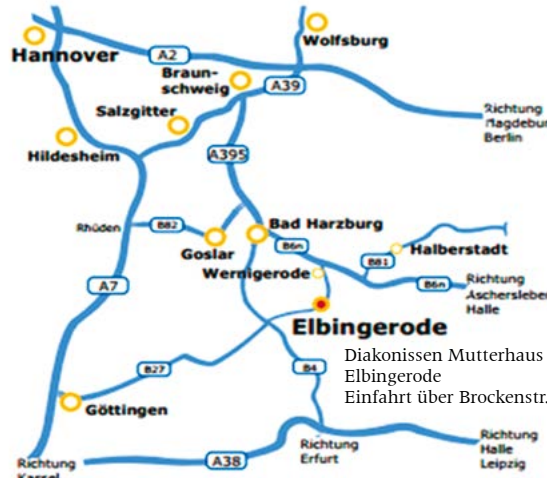 Wolfsburg
Hannover
A2
Braun-
schweig
A39
Salzgitter
Richtung
Magdeburg
Berlin
Hildesheim
A395
Rhüden
B82
Bad Harzburg
Goslar
B6n
Halberstadt
B81
Wernigerode
A7
B6n
Richtung
Aschersleben
Halle
Elbingerode
Diakonissen Mutterhaus
Elbingerode
Einfahrt über Brockenstr.
B27
B4
Göttingen
Richtung
Kassel
A38
Richtung
Erfurt
Richtung
Halle
Leipzig